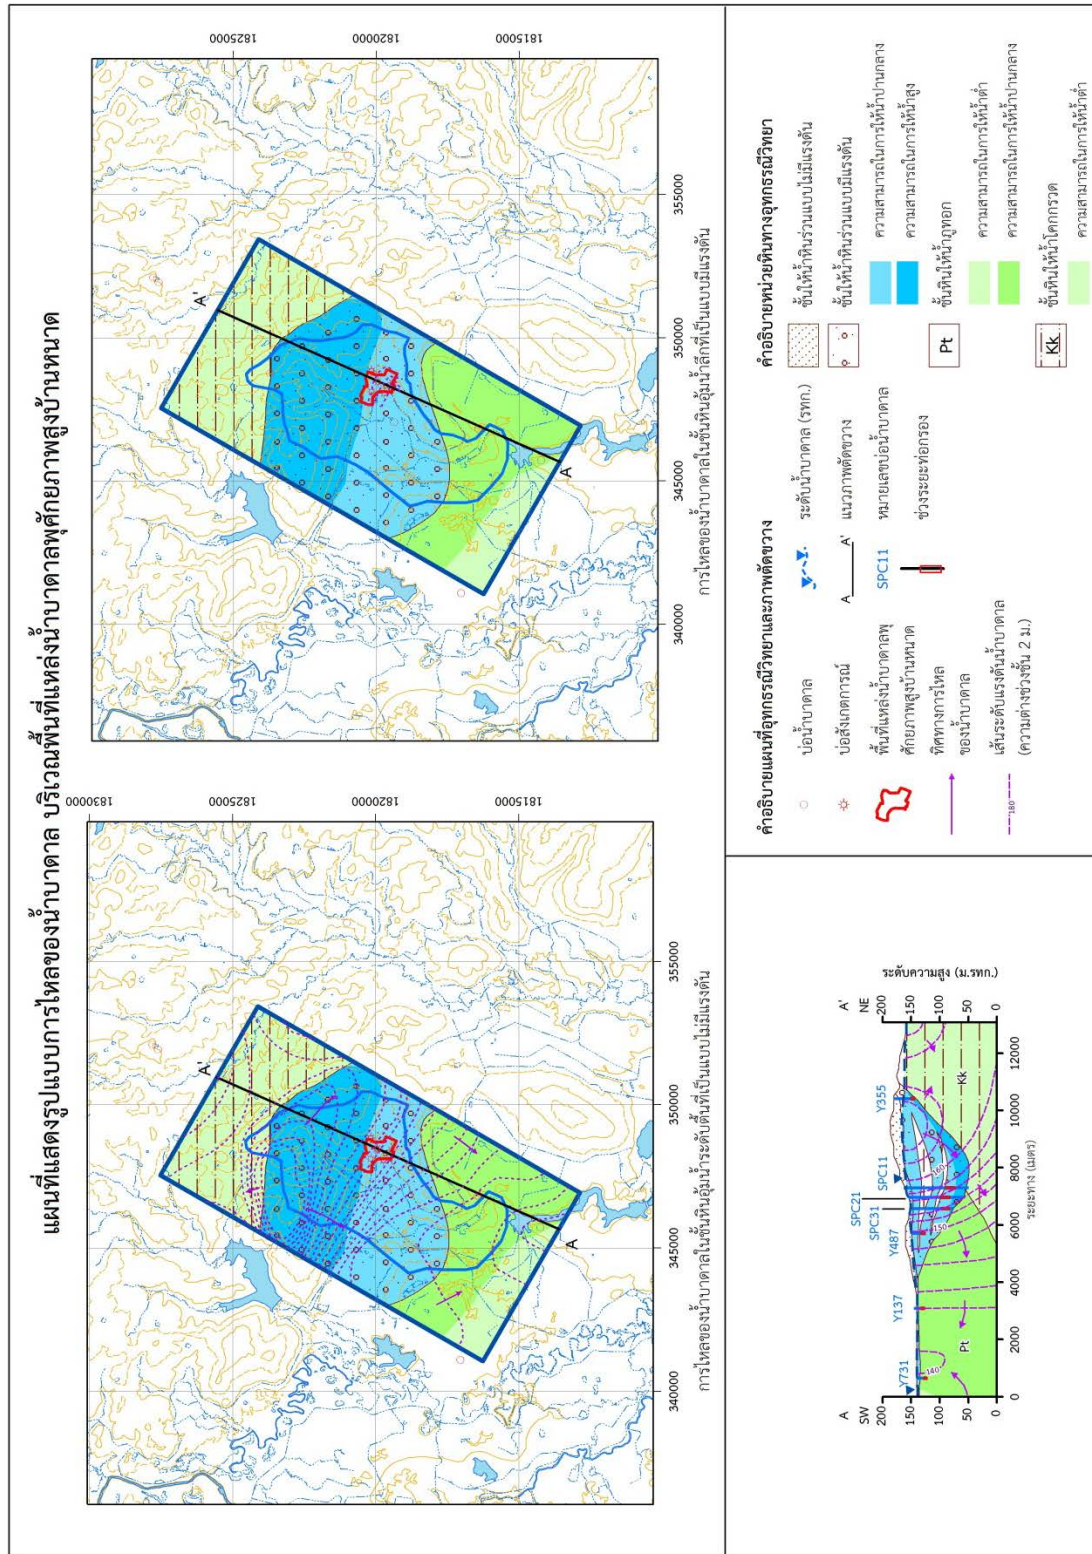 แผนที่แสดงรูปแบบการไหลของน้ำบาดาล บริเวณพื้นที่แหล่งน้ำบาดาลพุศักยภาพสูงบ้านหนาด
1830000
1825000
1820000
1815000
340000
345000
350000
355000
A
A'
การไหลของน้ำบาดาลในชั้นหินอุ้มน้ำระดับตื้นที่เป็นแบบไม่มีแรงดัน
1825000
1820000
1815000
340000
345000
350000
355000
A
A'
การไหลของน้ำบาดาลในชั้นหินอุ้มน้ำลึกที่เป็นแบบมีแรงดัน
A
SW
A'
NE
200
150
100
50
0
200
150
100
50
0
ระดับความสูง (ม.รทก.)
Y731
Y137
Y487
SPC31
SPC21
SPC11
Y355
140
150
160
Pt
Kk
0
2000
4000
6000
8000
10000
12000
ระยะทาง (เมตร)
คำอธิบายแผนที่อุทกธรณีวิทยาและภาพตัดขวาง
บ่อน้ำบาดาล
บ่อสังเกตการณ์
พื้นที่แหล่งน้ำบาดาลพุ
ศักยภาพสูงบ้านหนาด
ทิศทางการไหล
ของน้ำบาดาล
180
เส้นระดับแรงดันน้ำบาดาล
(ความต่างช่วงชั้น 2 ม.)
ระดับน้ำบาดาล (รทก.)
A A' แนวภาพตัดขวาง
SPC11 หมายเลขบ่อน้ำบาดาล
ช่วงระยะท่อกรอง
คำอธิบายหน่วยหินทางอุทกธรณีวิทยา
ชั้นให้น้ำหินร่วนแบบไม่มีแรงดัน
ชั้นให้น้ำหินร่วนแบบมีแรงดัน
ความสามารถในการให้น้ำปานกลาง
ความสามารถในการให้น้ำสูง
Pt ชั้นหินให้น้ำภูทอก
ความสามารถในการให้น้ำต่ำ
ความสามารถในการให้น้ำปานกลาง
Kk ชั้นหินให้น้ำโคกกรวด
ความสามารถในการให้น้ำต่ำ